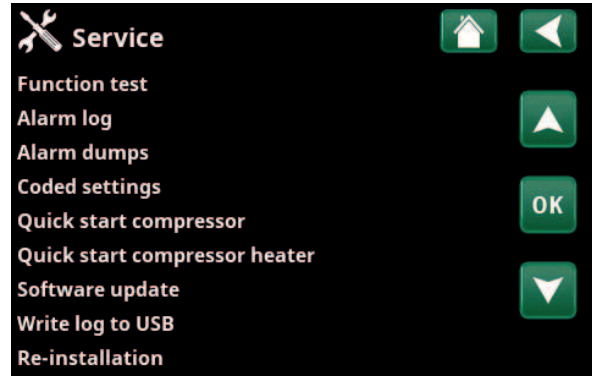 Service
Function test
Alarm log
Alarm dumps
Coded settings
OK
Quick start compressor
Quick start compressor heater
Software update
Write log to USB
Re-installation